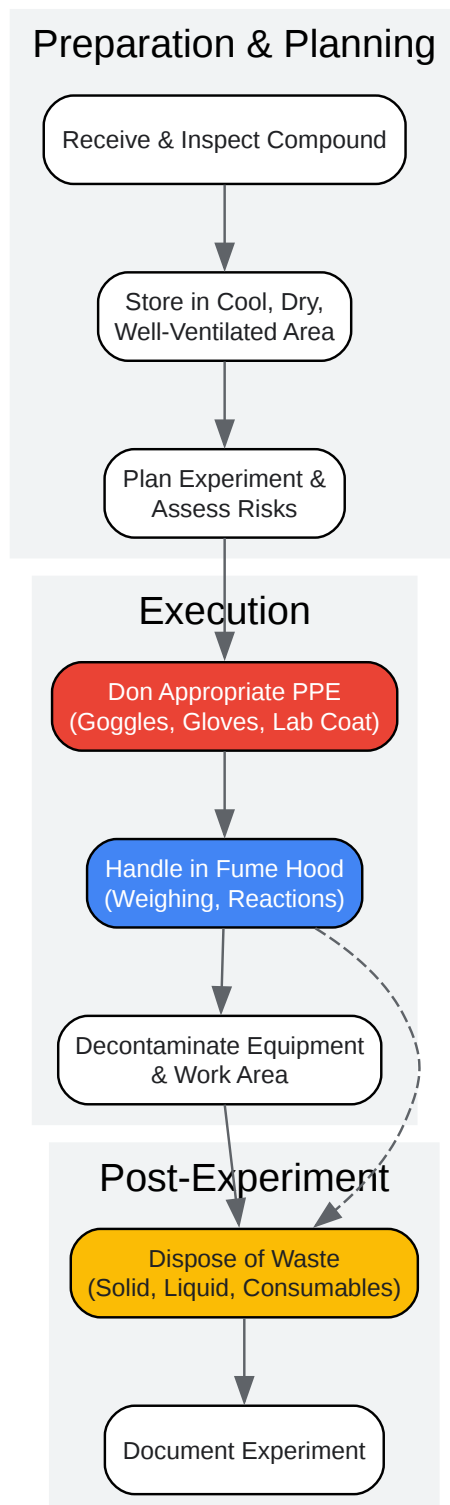 Preparation & Planning
Receive & Inspect Compound
Store in Cool, Dry,
Well-Ventilated Area
Plan Experiment &
Assess Risks
Execution
Don Appropriate PPE
(Goggles, Gloves, Lab Coat)
Handle in Fume Hood
(Weighing, Reactions)
Decontaminate Equipment
& Work Area
Post-Experiment
Dispose of Waste
(Solid, Liquid, Consumables)
Document Experiment